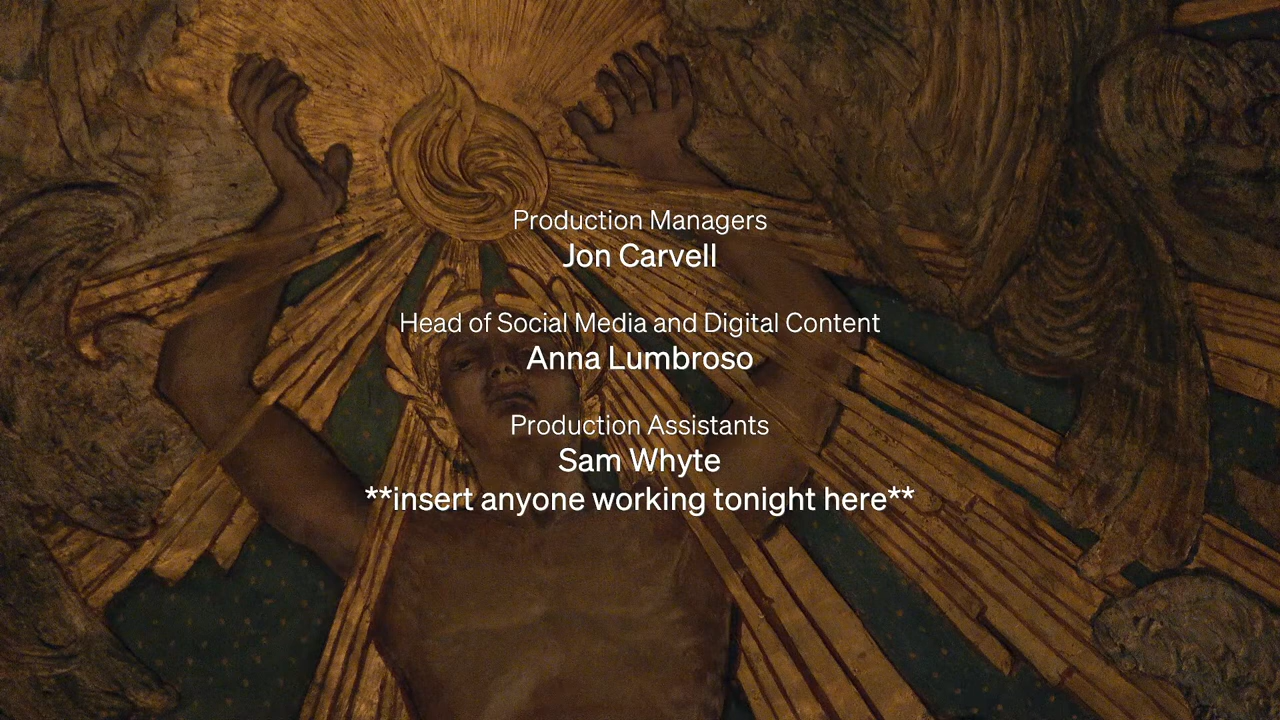 Production Managers
Jon Carvell
Head of Social Media and Digital Content
Anna Lumbroso
Production Assistants
Sam Whyte
**insert anyone working tonight here**